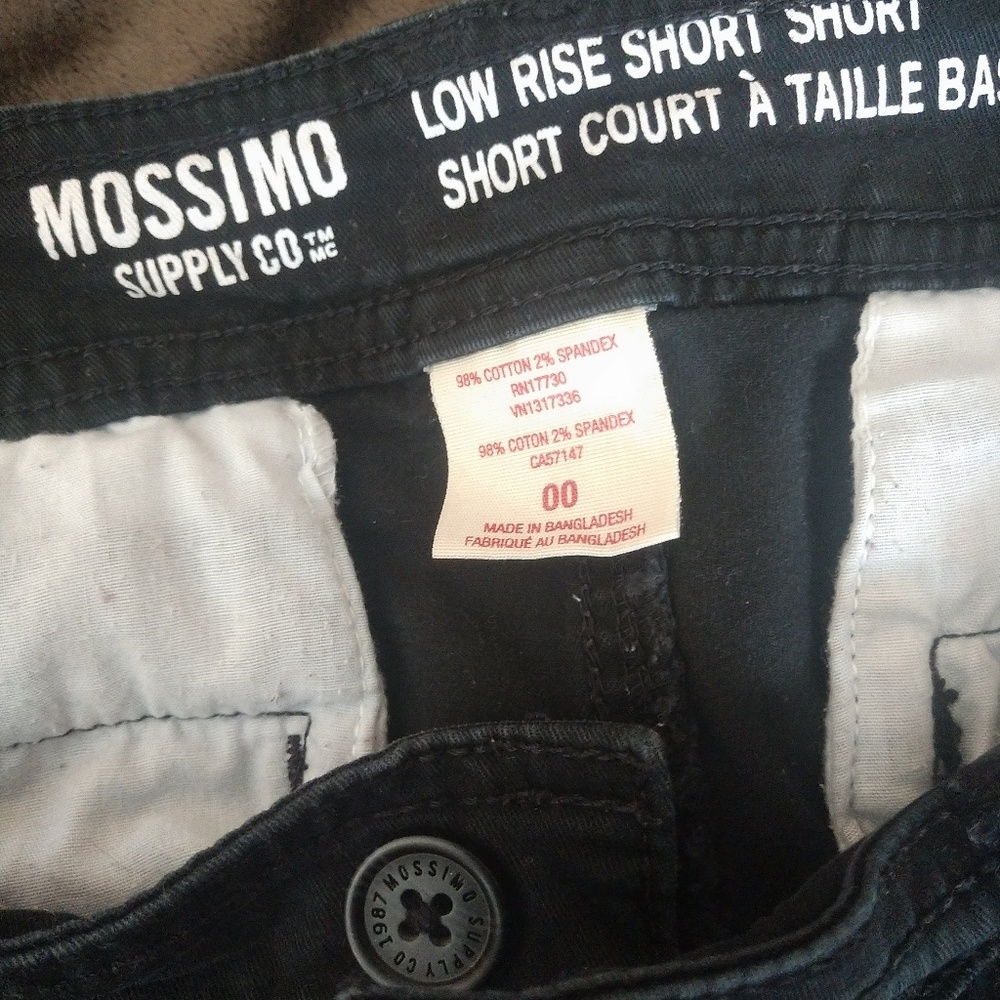 MOSSIMO
SUPPLY CO TM
MC
LOW RISE SHORT SHORT
SHORT COURT À TAILLE
98% COTTON 2% SPANDEX
RN17730
VN1317336
98% COTON 2% SPANDEX
CA57147
00
MADE IN BANGLADESH
FABRIQUÉ AU BANGLADESH
MOSSIMO SUPPLY CO 1987